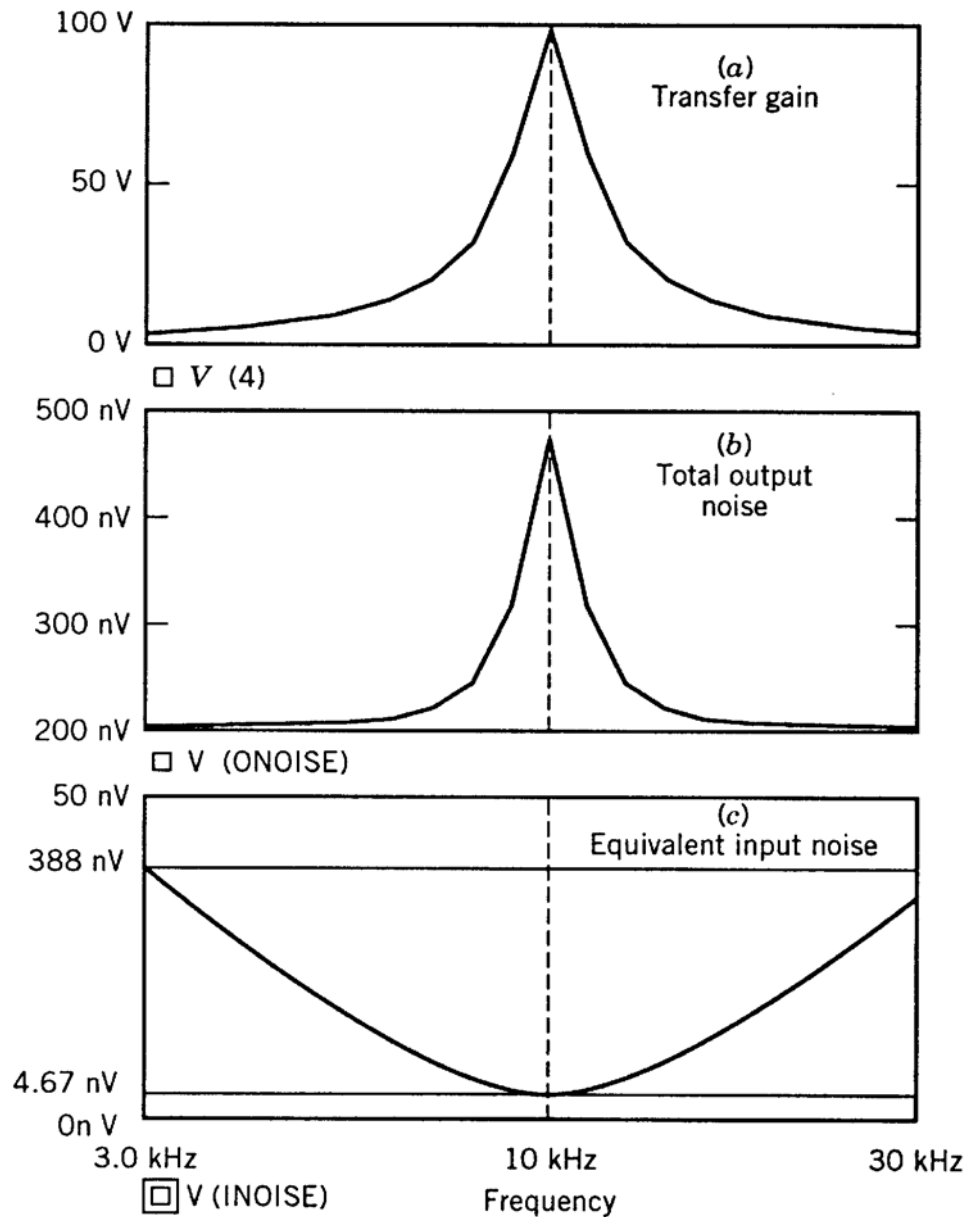 100 V
(a)
Transfer gain
50 V
0 V
□ V (4)
500 nV
(b)
Total output
noise
400 nV
300 nV
200 nV
□ V (ONOISE)
50 nV
(c)
Equivalent input noise
388 nV
4.67 nV
On V
3.0 kHz 10 kHz 30 kHz
V (INOISE) Frequency